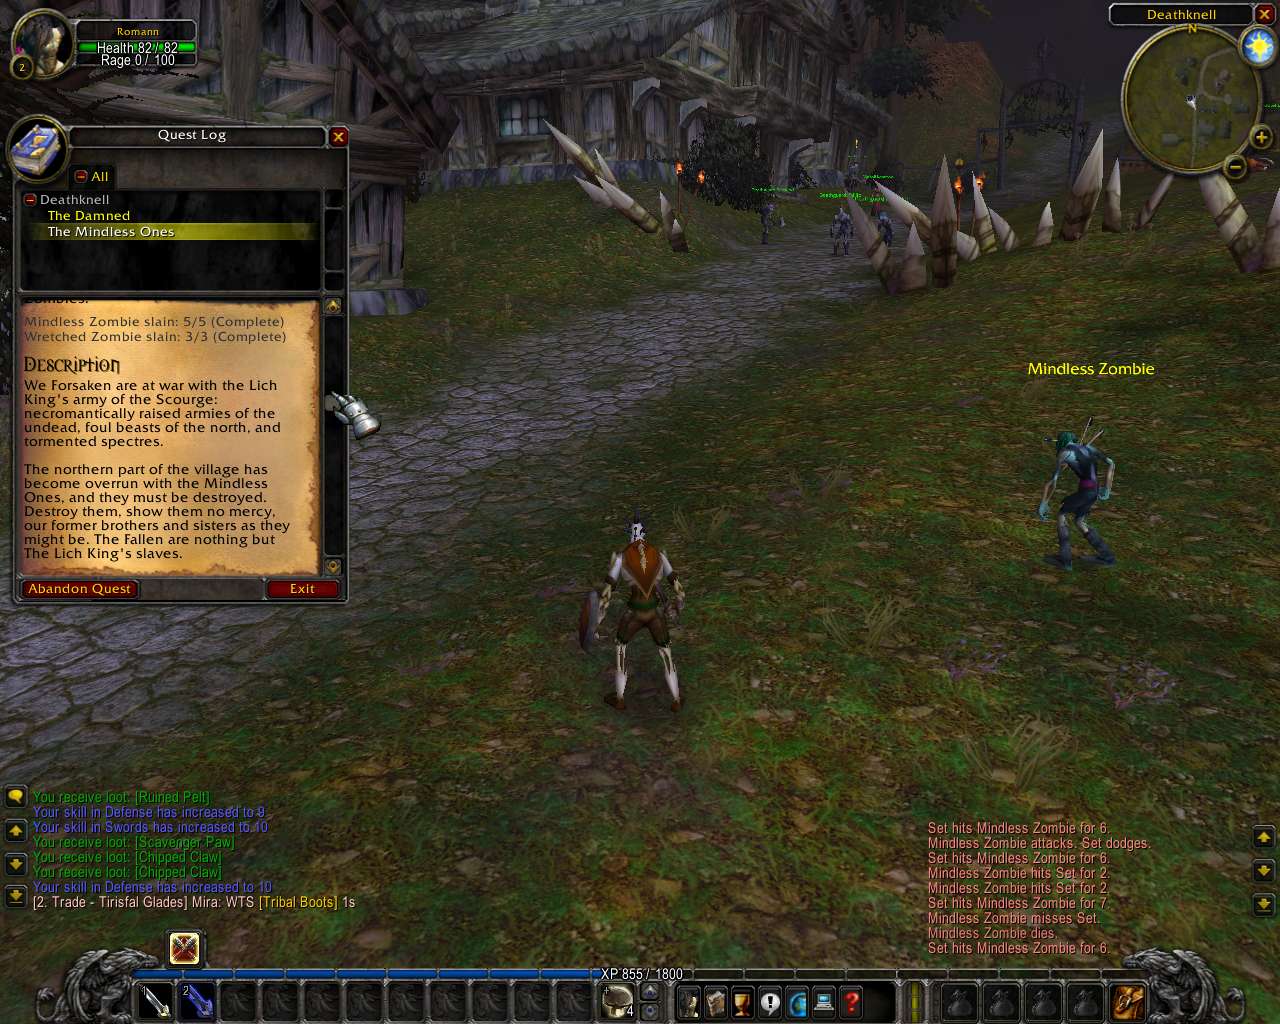 Romann
Health 82 / 82
Rage 0 / 100
2
Deathknell
N
Quest Log
All
Deathknell
The Damned
The Mindless Ones
Zombies.
Mindless Zombie slain: 5/5 (Complete)
Wretched Zombie slain: 3/3 (Complete)
Description
We Forsaken are at war with the Lich
King's army of the Scourge:
necromantically raised armies of the
undead, foul beasts of the north, and
tormented spectres.
The northern part of the village has
become overrun with the Mindless
Ones, and they must be destroyed.
Destroy them, show them no mercy,
our former brothers and sisters as they
might be. The Fallen are nothing but
The Lich King's slaves.
Abandon Quest
Exit
Mindless Zombie
You receive loot: [Ruined Pelt]
Your skill in Defense has increased to 9
Your skill in Swords has increased to 10
You receive loot: [Scavenger Paw]
You receive loot: [Chipped Claw]
You receive loot: [Chipped Claw]
Your skill in Defense has increased to 10
[2. Trade - Tirisfal Glades] Mira: WTS [Tribal Boots] 1s
Set hits Mindless Zombie for 6.
Mindless Zombie attacks. Set dodges.
Set hits Mindless Zombie for 6.
Mindless Zombie hits Set for 2.
Mindless Zombie hits Set for 2.
Set hits Mindless Zombie for 7.
Mindless Zombie misses Set.
Mindless Zombie dies.
Set hits Mindless Zombie for 6.
XP 855 / 1800
1
2
4